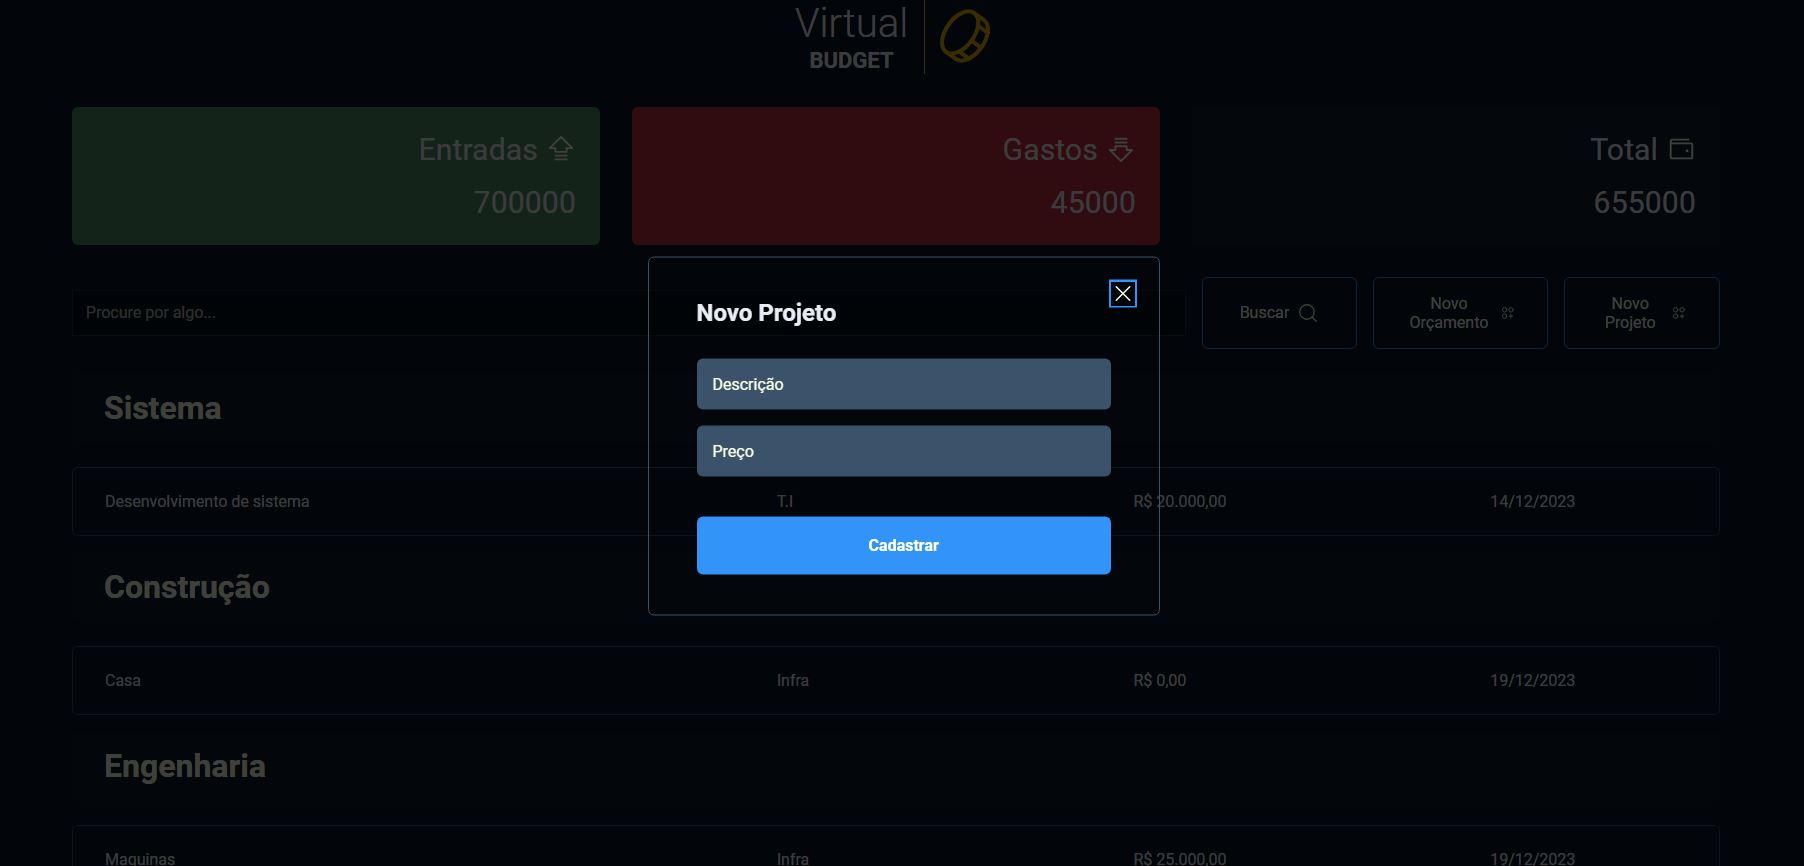 Virtual
BUDGET
Entradas
700000
Gastos
45000
Total
655000
Procure por algo...
Buscar
Novo
Orçamento
Novo
Projeto
Novo Projeto
Descrição
Preço
Cadastrar
Sistema
Desenvolvimento de sistema T.I R$ 20.000,00 14/12/2023
Construção
Casa Infra R$ 0,00 19/12/2023
Engenharia
Maquinas Infra R$ 25.000,00 19/12/2023